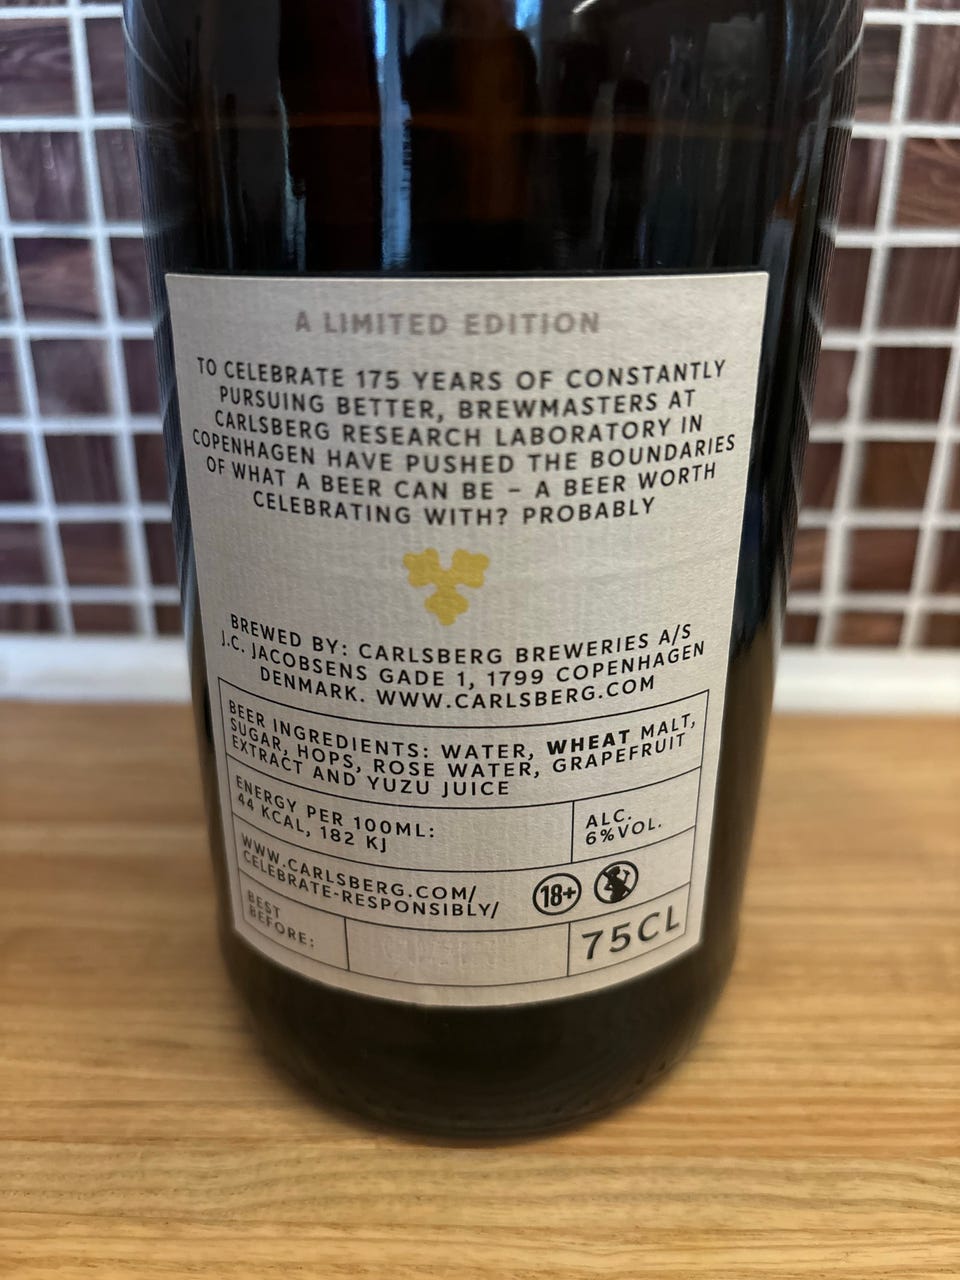 A LIMITED EDITION
TO CELEBRATE 175 YEARS OF CONSTANTLY
PURSUING BETTER, BREWMASTERS AT
CARLSBERG RESEARCH LABORATORY IN
COPENHAGEN HAVE PUSHED THE BOUNDARIES
OF WHAT A BEER CAN BE – A BEER WORTH
CELEBRATING WITH? PROBABLY
BREWED BY: CARLSBERG BREWERIES A/S
J.C. JACOBSENS GADE 1, 1799 COPENHAGEN
DENMARK. WWW.CARLSBERG.COM
BEER INGREDIENTS: WATER, WHEAT MALT,
SUGAR, HOPS, ROSE WATER, GRAPEFRUIT
EXTRACT AND YUZU JUICE
ENERGY PER 100ML:
44 KCAL, 182 KJ
ALC.
6%VOL.
WWW.CARLSBERG.COM/
CELEBRATE-RESPONSIBLY/
18+
BEST
BEFORE:
75CL